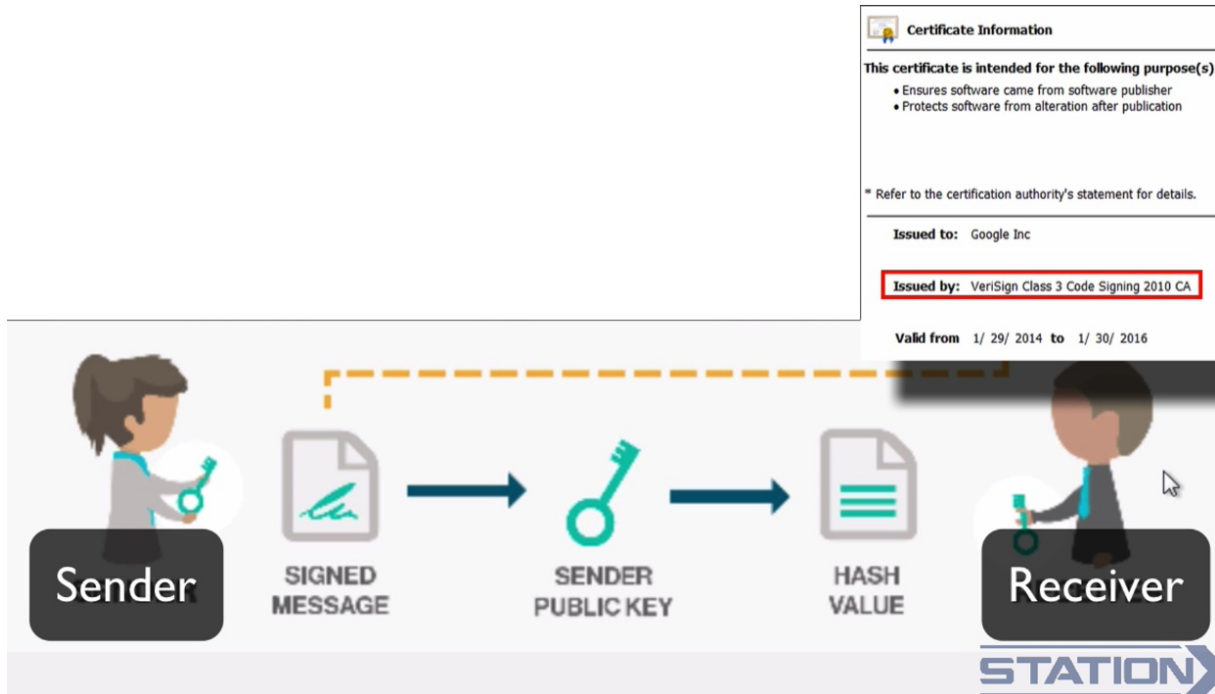 Certificate Information
This certificate is intended for the following purpose(s)
• Ensures software came from software publisher
• Protects software from alteration after publication
* Refer to the certification authority's statement for details.
Issued to: Google Inc
Issued by: VeriSign Class 3 Code Signing 2010 CA
Valid from 1/ 29/ 2014 to 1/ 30/ 2016
Sender
SIGNED
MESSAGE
SENDER
PUBLIC KEY
HASH
VALUE
Receiver
STATION